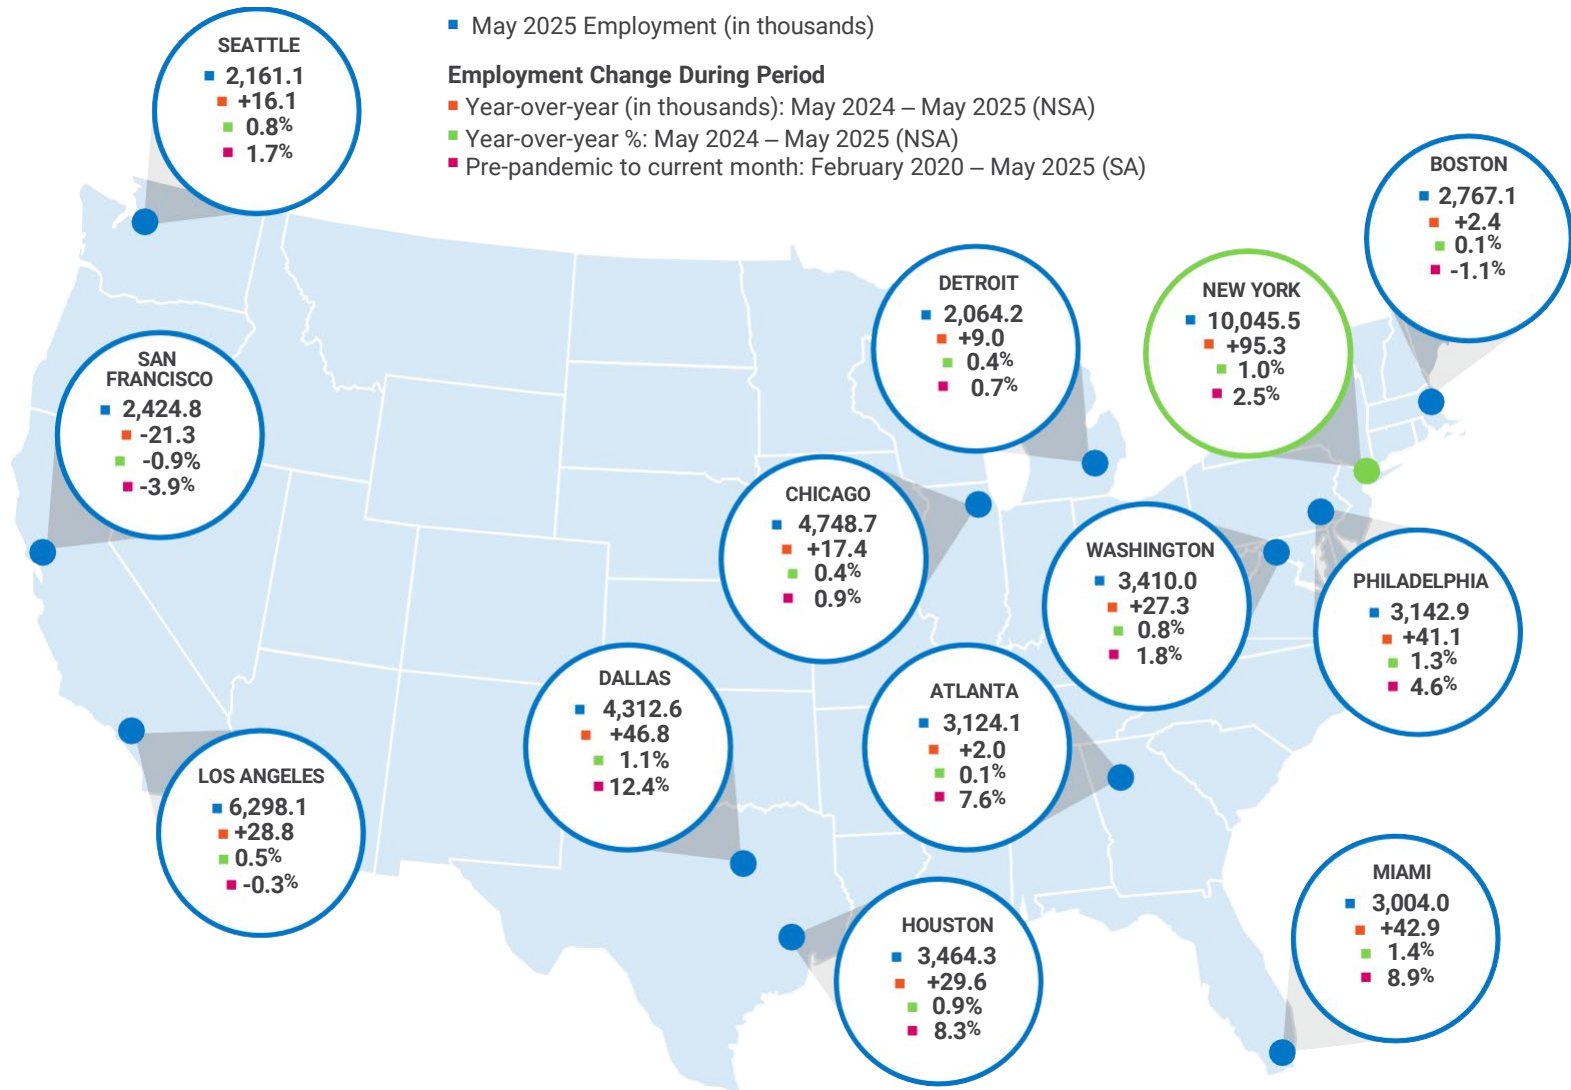 May 2025 Employment (in thousands)
Employment Change During Period
Year-over-year (in thousands): May 2024 – May 2025 (NSA)
Year-over-year %: May 2024 – May 2025 (NSA)
Pre-pandemic to current month: February 2020 – May 2025 (SA)
SEATTLE
2,161.1
+16.1
0.8%
1.7%
BOSTON
2,767.1
+2.4
0.1%
-1.1%
DETROIT
2,064.2
+9.0
0.4%
0.7%
NEW YORK
10,045.5
+95.3
1.0%
2.5%
SAN
FRANCISCO
2,424.8
-21.3
-0.9%
-3.9%
CHICAGO
4,748.7
+17.4
0.4%
0.9%
WASHINGTON
3,410.0
+27.3
0.8%
1.8%
PHILADELPHIA
3,142.9
+41.1
1.3%
4.6%
DALLAS
4,312.6
+46.8
1.1%
12.4%
ATLANTA
3,124.1
+2.0
0.1%
7.6%
LOS ANGELES
6,298.1
+28.8
0.5%
-0.3%
HOUSTON
3,464.3
+29.6
0.9%
8.3%
MIAMI
3,004.0
+42.9
1.4%
8.9%